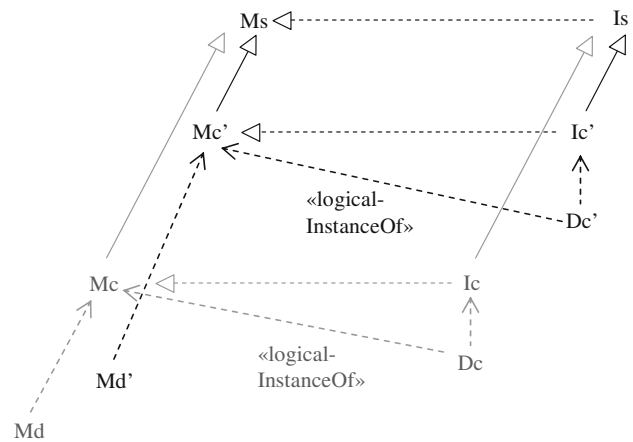 Ms
Is
Mc’
Ic’
«logical-
InstanceOf»
Dc’
Mc
Ic
«logical-
InstanceOf»
Dc
Md’
Md